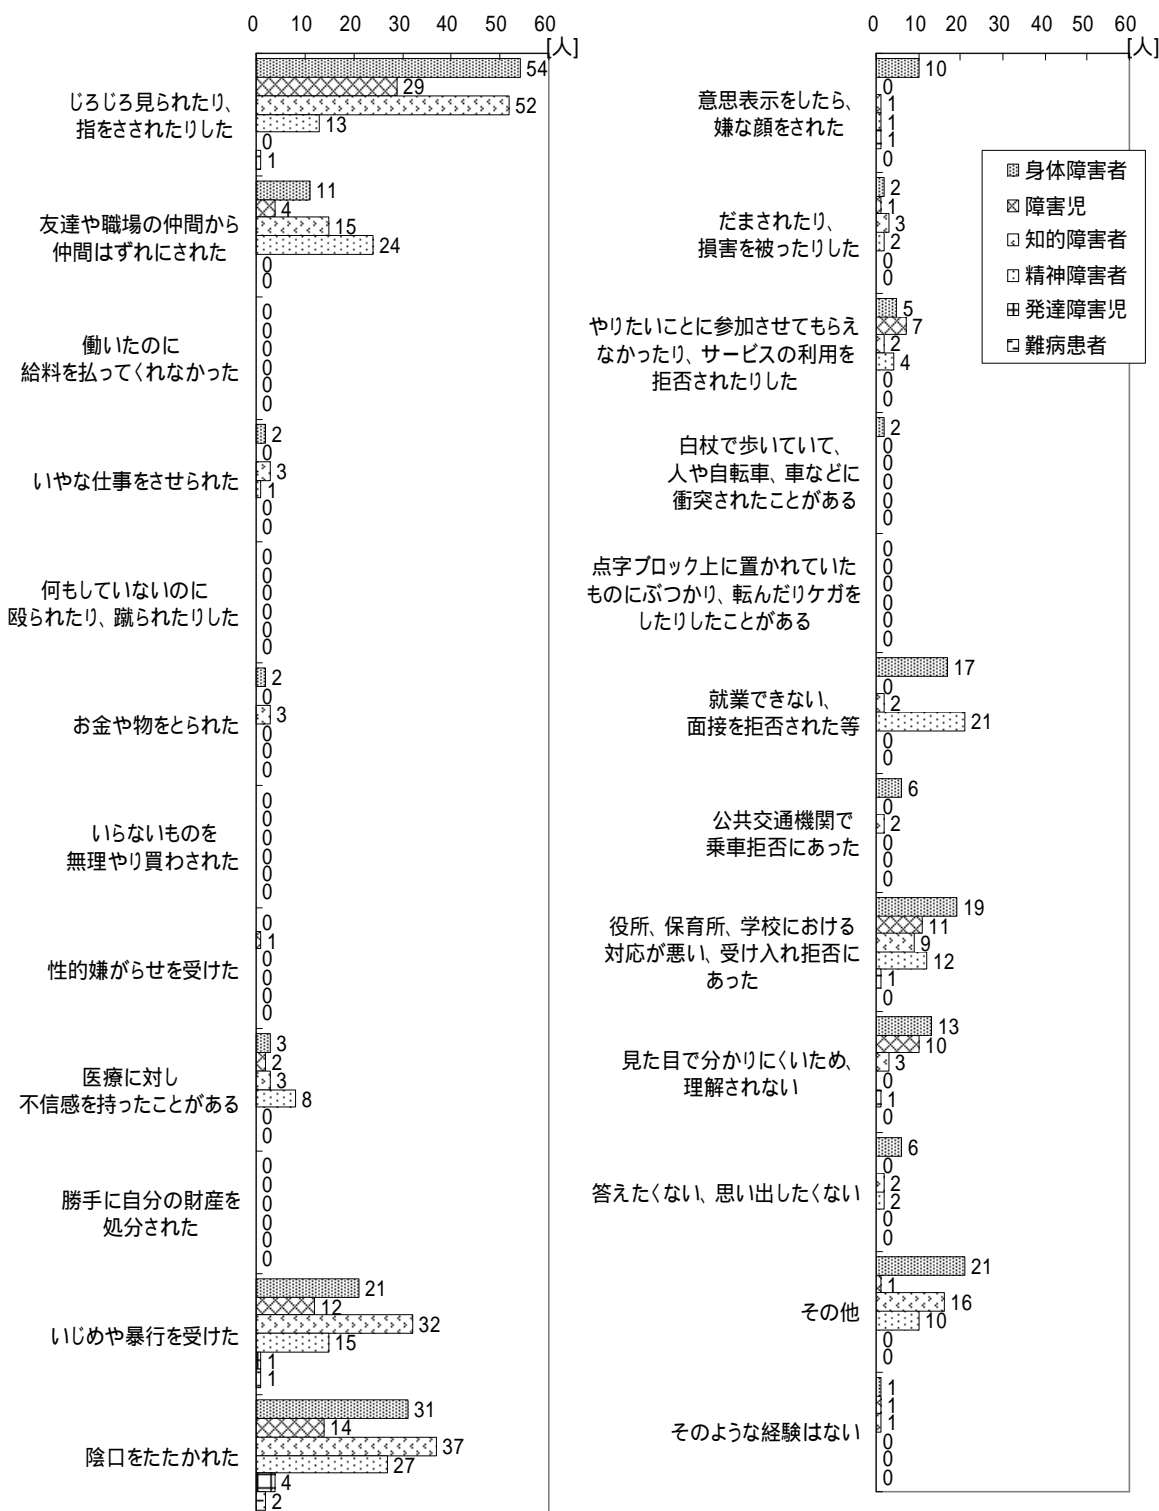 0 10 20 30 40 50 60
[人]
じろじろ見られたり、
指をさされたりした
54
29
52
13
0
1
友達や職場の仲間から
仲間はずれにされた
11
4
15
24
0
0
働いたのに
給料を払ってくれなかった
0
0
0
0
0
0
いやな仕事をさせられた
2
0
3
1
0
0
何もしていないのに
殴られたり、蹴られたりした
0
0
0
0
0
0
お金や物をとられた
2
0
3
0
0
0
いらないものを
無理やり買わされた
0
0
0
0
0
0
性的嫌がらせを受けた
0
1
0
0
0
0
医療に対し
不信感を持ったことがある
3
2
3
8
0
0
勝手に自分の財産を
処分された
0
0
0
0
0
0
いじめや暴行を受けた
21
12
32
15
1
1
陰口をたたかれた
31
14
37
27
4
2
0 10 20 30 40 50 60
[人]
意思表示をしたら、
嫌な顔をされた
10
0
1
1
1
0
だまされたり、
損害を被ったりした
2
1
3
2
0
0
やりたいことに参加させてもらえ
なかったり、サービスの利用を
拒否されたりした
5
7
2
4
0
0
白杖で歩いていて、
人や自転車、車などに
衝突されたことがある
2
0
0
0
0
0
点字ブロック上に置かれていた
ものにぶつかり、転んだりケガを
したりしたことがある
0
0
0
0
0
0
就業できない、
面接を拒否された等
17
0
2
21
0
0
公共交通機関で
乗車拒否にあった
6
0
2
0
0
0
役所、保育所、学校における
対応が悪い、受け入れ拒否に
あった
19
11
9
12
1
0
見た目で分かりにくいため、
理解されない
13
10
3
0
1
0
答えたくない、思い出したくない
6
0
2
2
0
0
その他
21
1
16
10
0
0
そのような経験はない
1
1
1
0
0
0
身体障害者
障害児
知的障害者
精神障害者
発達障害児
難病患者